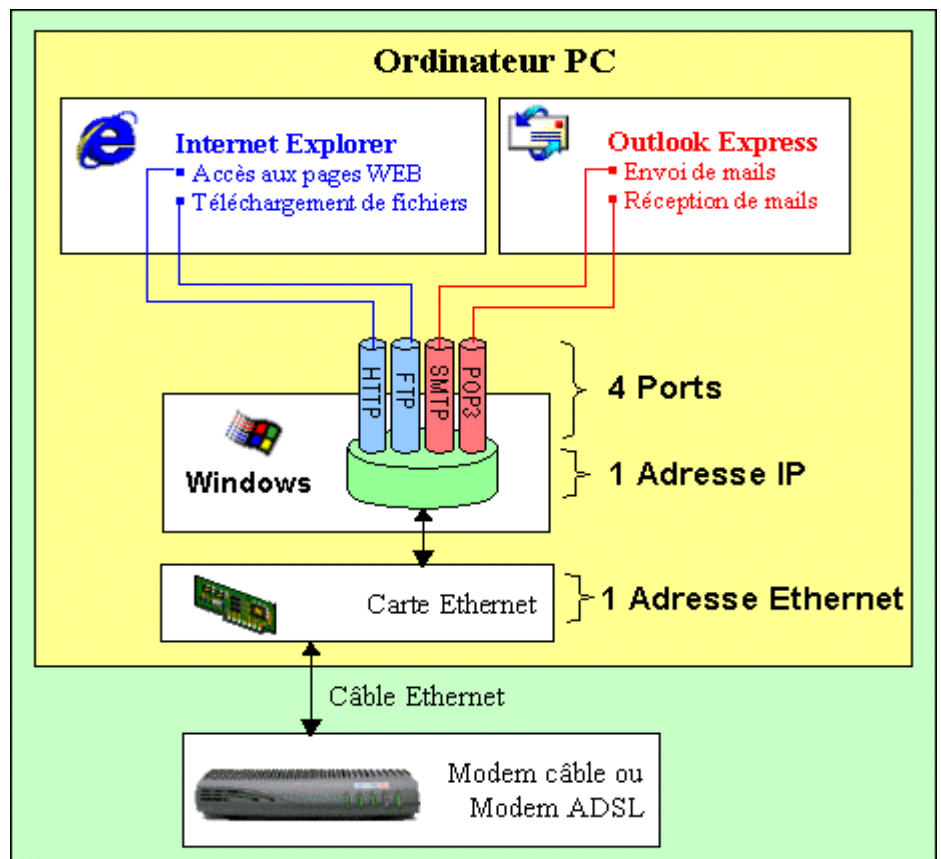 Ordinateur PC
Internet Explorer
Accès aux pages WEB
Téléchargement de fichiers
Outlook Express
Envoi de mails
Réception de mails
HTTP
FTP
SMTP
POP3
4 Ports
Windows
1 Adresse IP
Carte Ethernet
1 Adresse Ethernet
Câble Ethernet
Modem câble ou
Modem ADSL